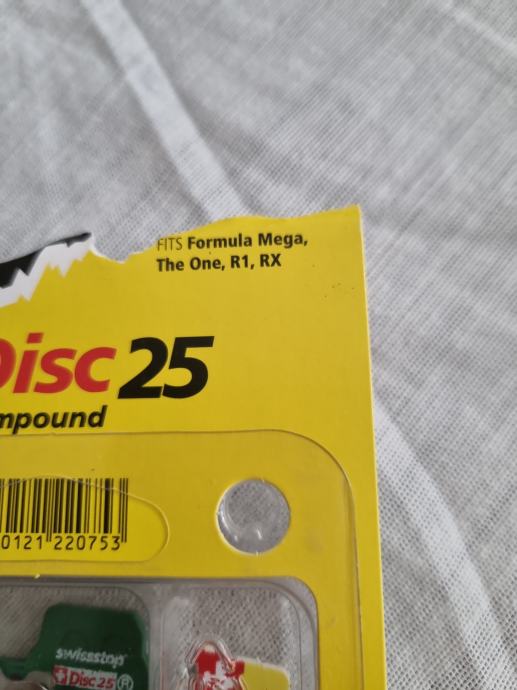 FITS Formula Mega,
The One, R1, RX
Disc 25
mpound
0121 220753
swissstop
Disc 25 R